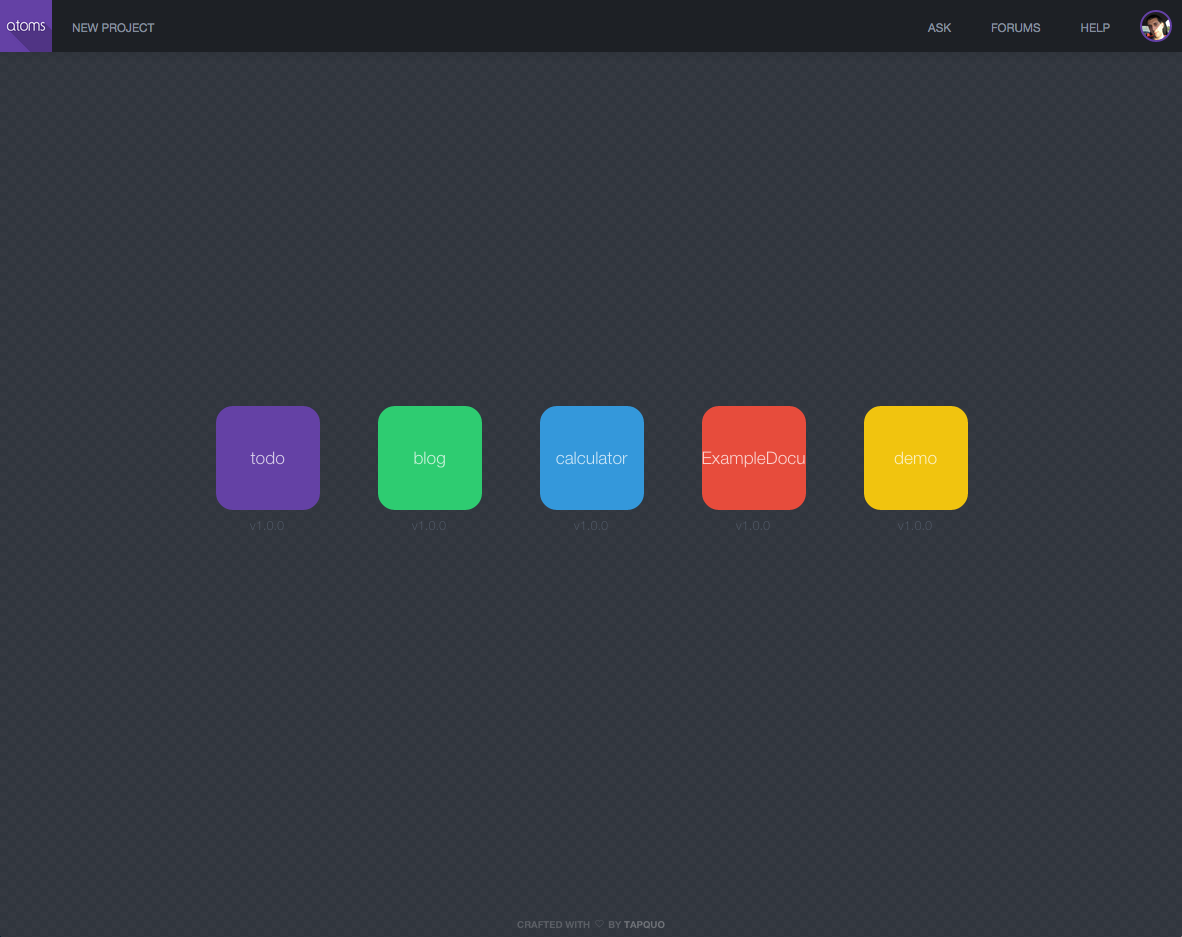 atoms
NEW PROJECT
ASK
FORUMS
HELP
todo
blog
calculator
ExampleDocu
demo
v1.0.0
v1.0.0
v1.0.0
v1.0.0
v1.0.0
CRAFTED WITH ♡ BY TAPQUO